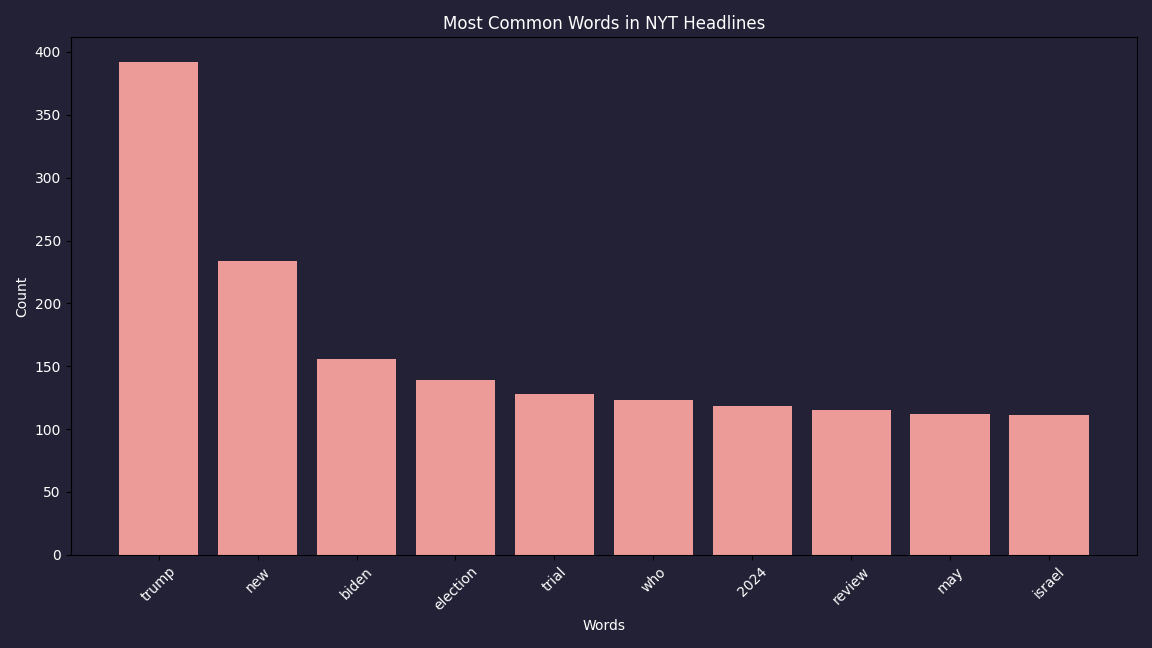 Most Common Words in NYT Headlines
Count
400
350
300
250
200
150
100
50
0
trump
new
biden
election
trial
who
2024
review
may
israel
Words